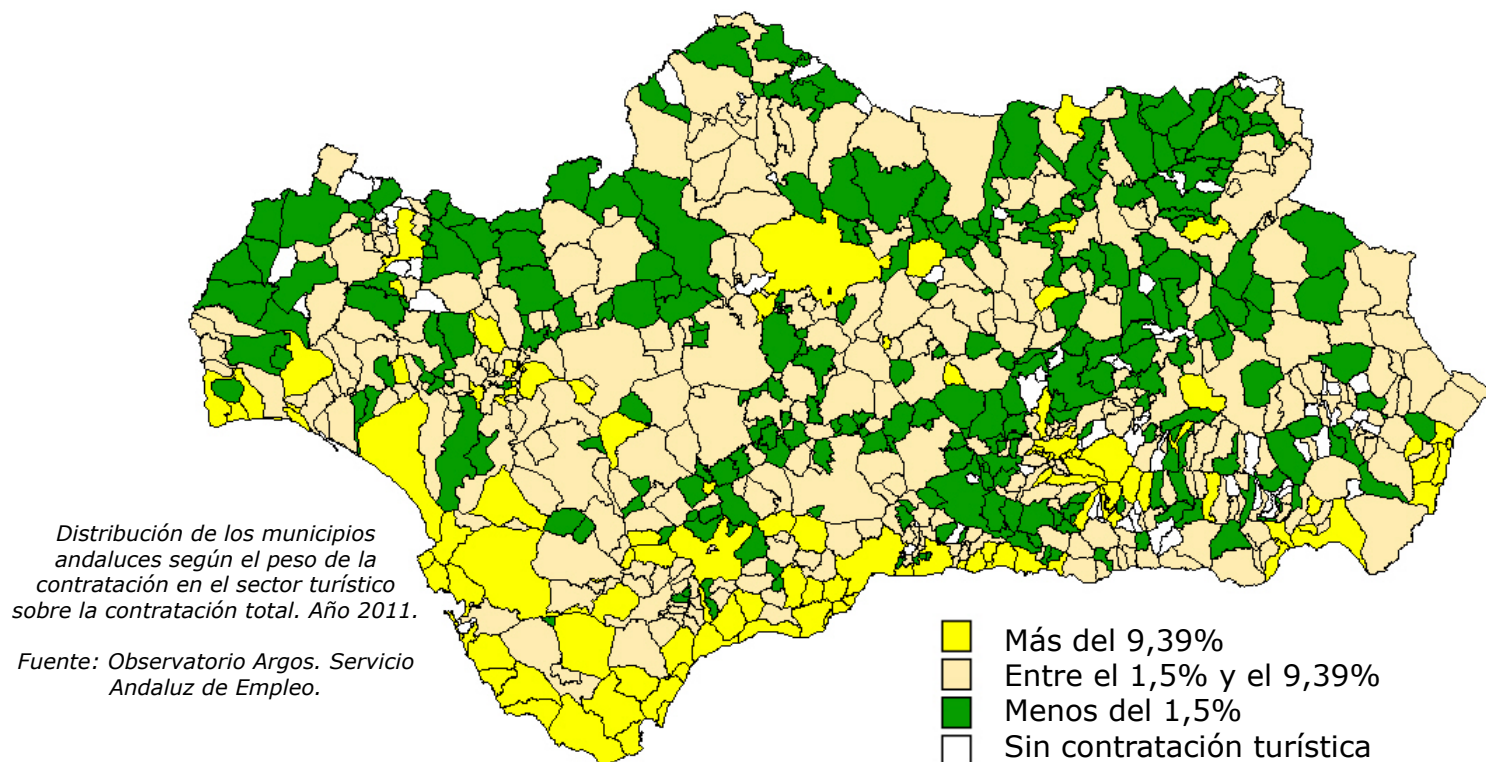 Distribución de los municipios
andaluces según el peso de la
contratación en el sector turístico
sobre la contratación total. Año 2011.
Fuente: Observatorio Argos. Servicio
Andaluz de Empleo.
Más del 9,39%
Entre el 1,5% y el 9,39%
Menos del 1,5%
Sin contratación turística